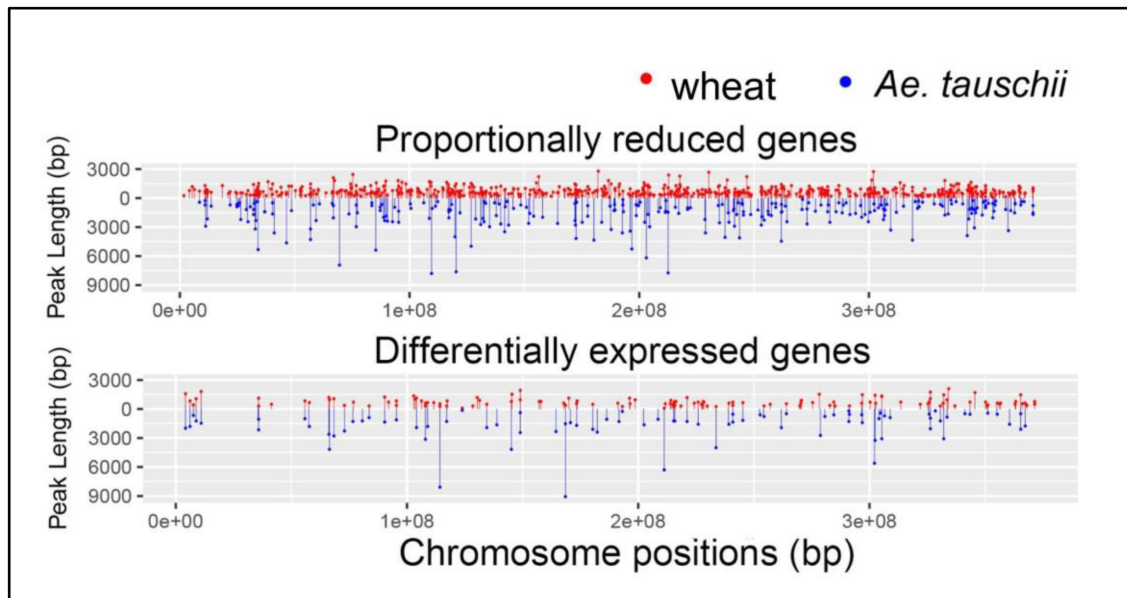 wheat Ae. tauschii
Proportionally reduced genes
Peak Length (bp)
3000
0
3000
6000
9000
0e+00 1e+08 2e+08 3e+08
Differentially expressed genes
Peak Length (bp)
3000
0
3000
6000
9000
0e+00 1e+08 2e+08 3e+08
Chromosome positions (bp)